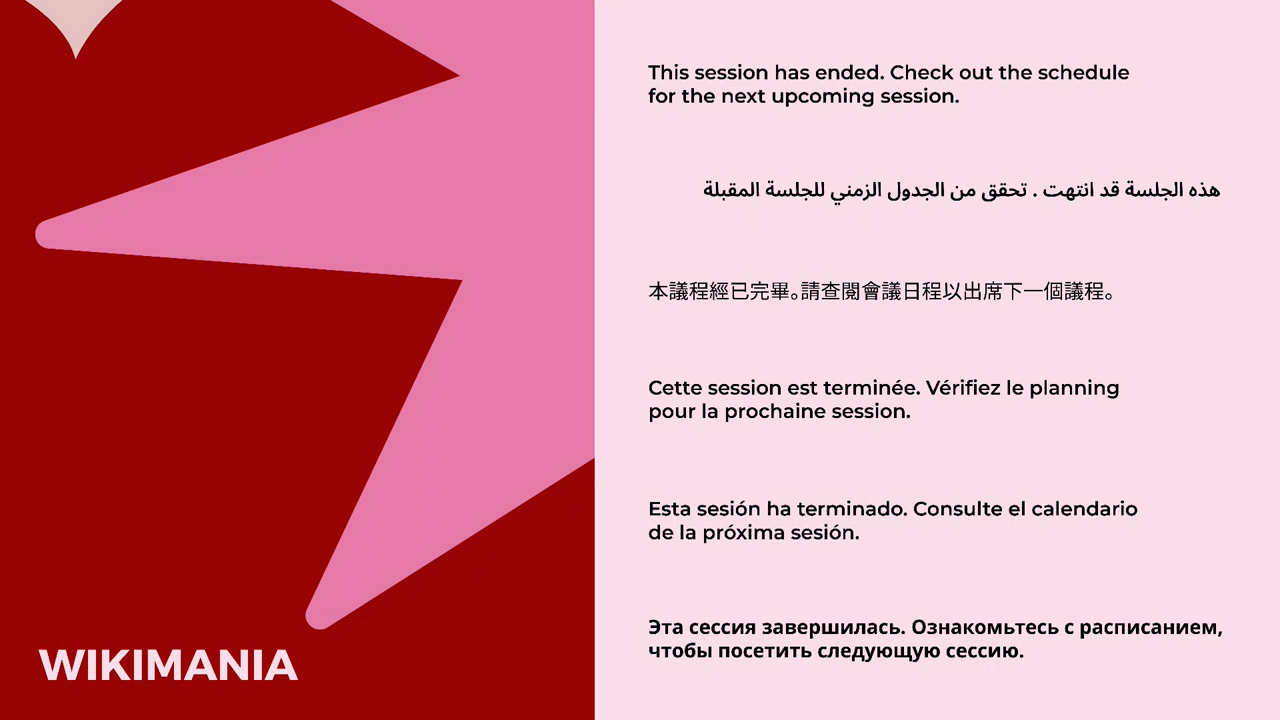 This session has ended. Check out the schedule
for the next upcoming session.
هذه الجلسة قد انتهت . تحقق من الجدول الزمني للجلسة المقبلة
本議程經已完畢。請查閱會議日程以出席下一個議程。
Cette session est terminée. Vérifiez le planning
pour la prochaine session.
Esta sesión ha terminado. Consulte el calendario
de la próxima sesión.
Эта сессия завершилась. Ознакомьтесь с расписанием,
чтобы посетить следующую сессию.
WIKIMANIA